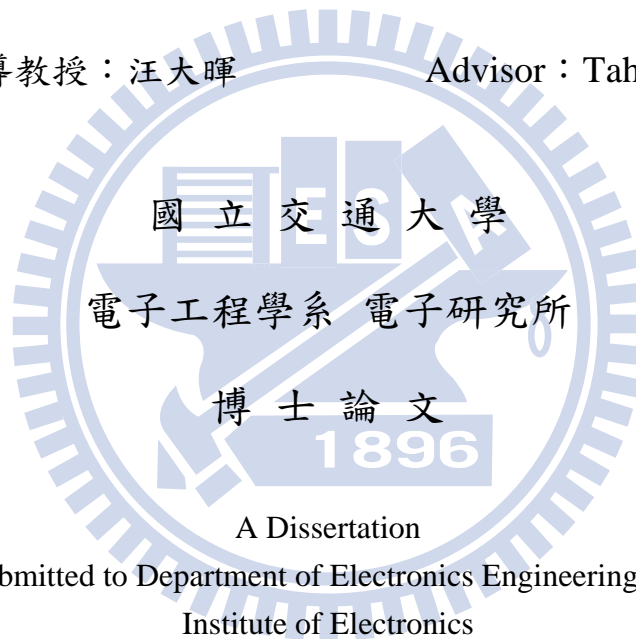 導教授：汪大暉 Advisor：Tah
國 立 交 通 大 學
電子工程學系 電子研究所
博 士 論 文
ES
1896
A Dissertation
bmitted to Department of Electronics Engineering
Institute of Electronics